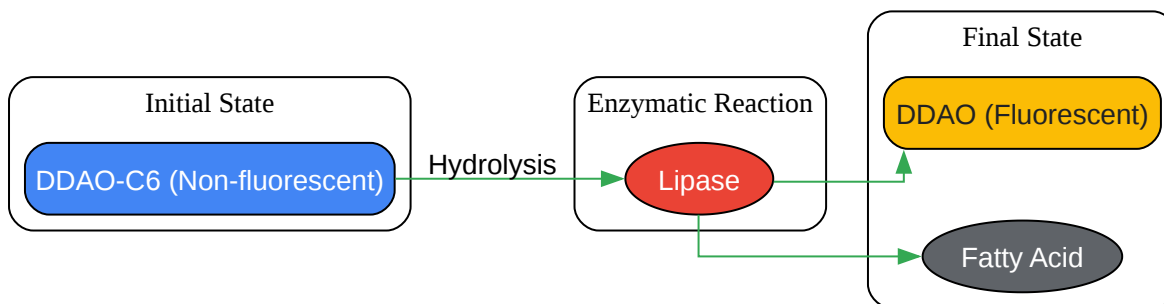 Initial State
DDAO-C6 (Non-fluorescent)
Hydrolysis
Enzymatic Reaction
Lipase
Final State
DDAO (Fluorescent)
Fatty Acid